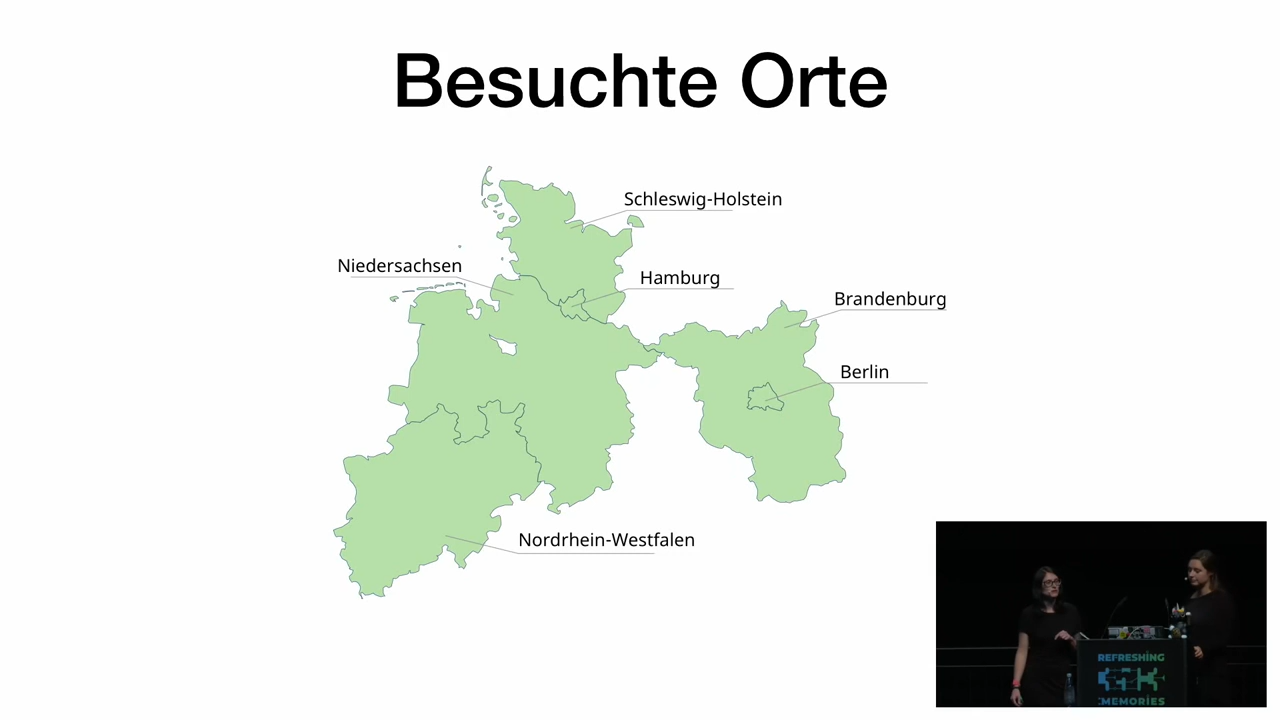 Besuchte Orte
Schleswig-Holstein
Niedersachsen
Hamburg
Brandenburg
Berlin
Nordrhein-Westfalen
REFRESHING
MEMORIES